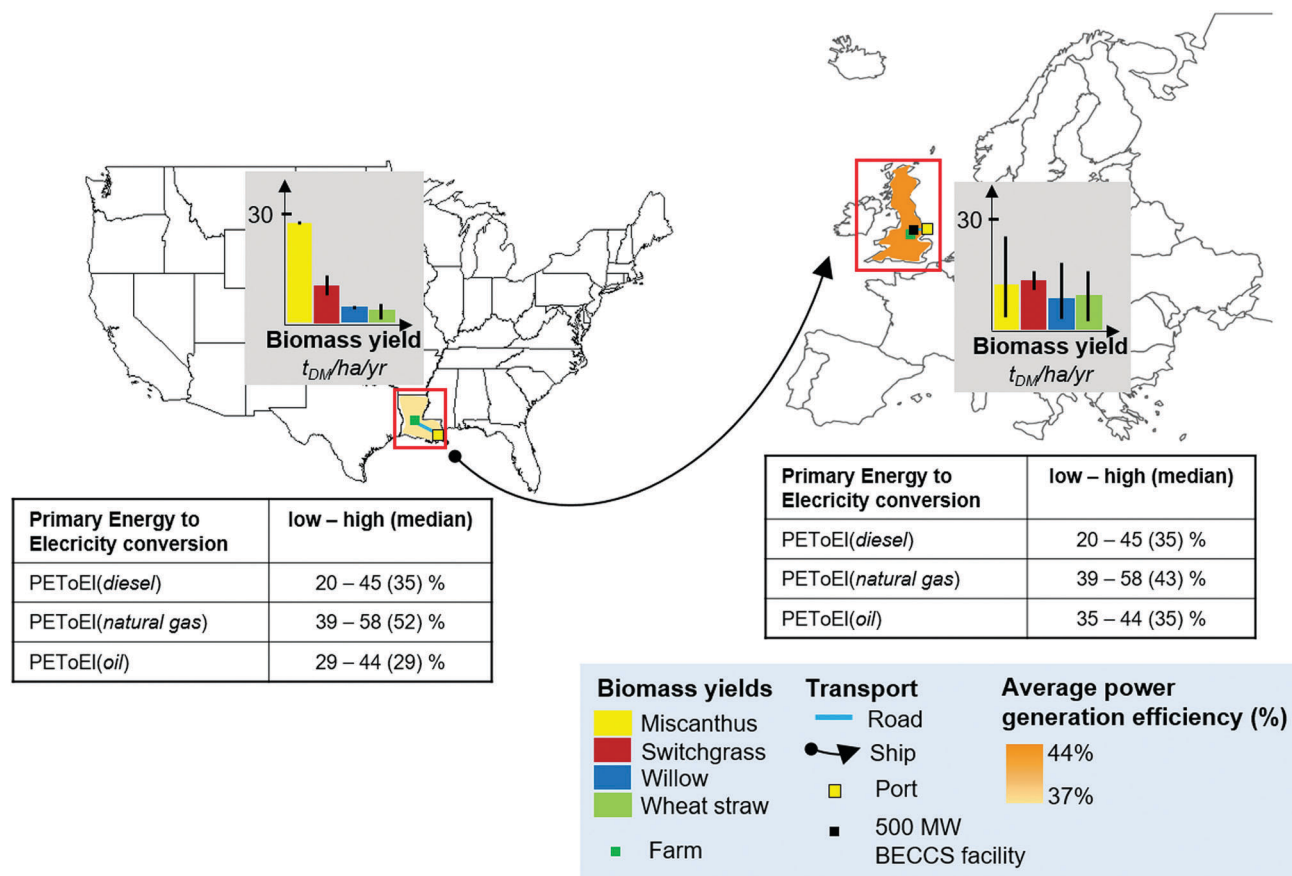 30
Biomass yield
t_DM/ha/yr
30
Biomass yield
t_DM/ha/yr
Primary Energy to
Elecricity conversion
low – high (median)
PEToEl(diesel)
20 – 45 (35) %
PEToEl(natural gas)
39 – 58 (52) %
PEToEl(oil)
29 – 44 (29) %
Primary Energy to
Elecricity conversion
low – high (median)
PEToEl(diesel)
20 – 45 (35) %
PEToEl(natural gas)
39 – 58 (43) %
PEToEl(oil)
35 – 44 (35) %
Biomass yields
Miscanthus
Switchgrass
Willow
Wheat straw
Farm
Transport
Road
Ship
Port
500 MW
BECCS facility
Average power
generation efficiency (%)
44%
37%